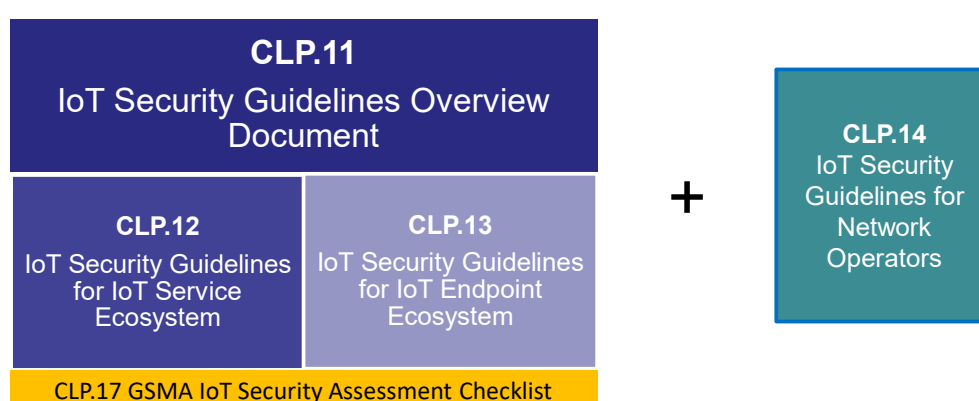 CLP.11
IoT Security Guidelines Overview
Document
CLP.12
IoT Security Guidelines
for IoT Service
Ecosystem
CLP.13
IoT Security Guidelines
for IoT Endpoint
Ecosystem
CLP.17 GSMA IoT Security Assessment Checklist
+
CLP.14
IoT Security
Guidelines for
Network
Operators